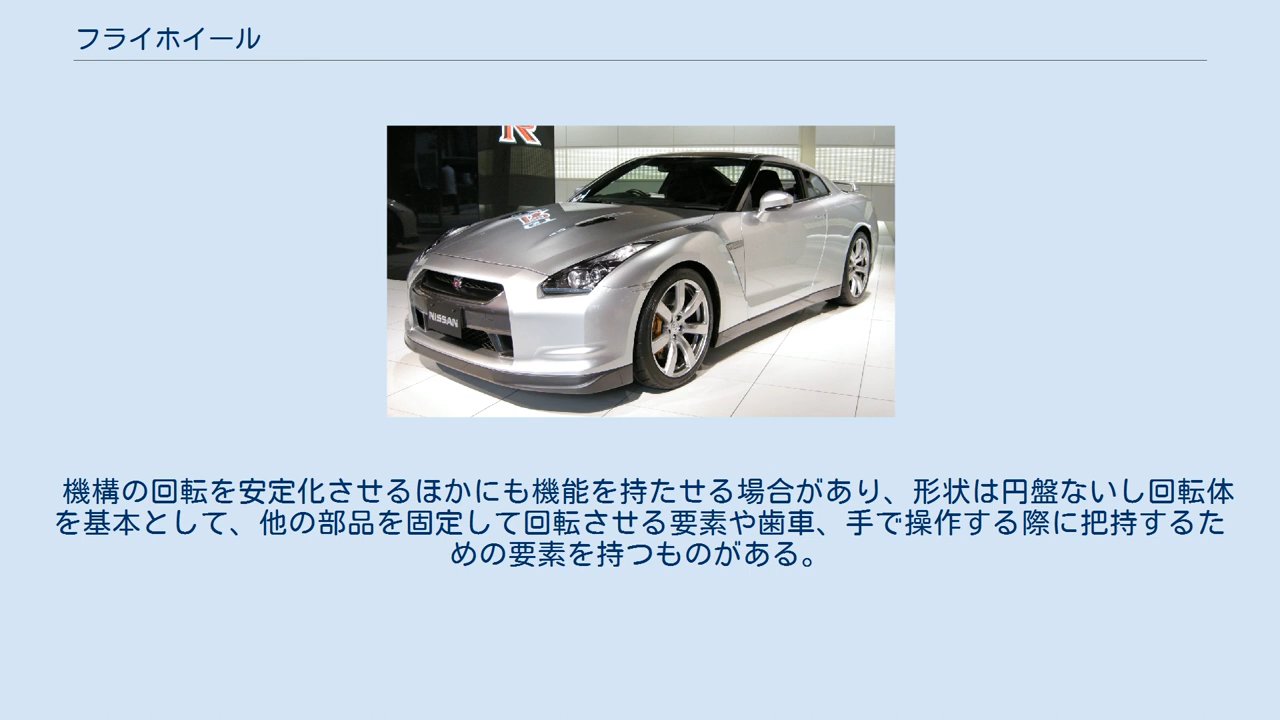 フライホイール
R
NISSAN
機構の回転を安定化させるほかにも機能を持たせる場合があり、形状は円盤ないし回転体
を基本として、他の部品を固定して回転させる要素や歯車、手で操作する際に把持するた
めの要素を持つものがある。